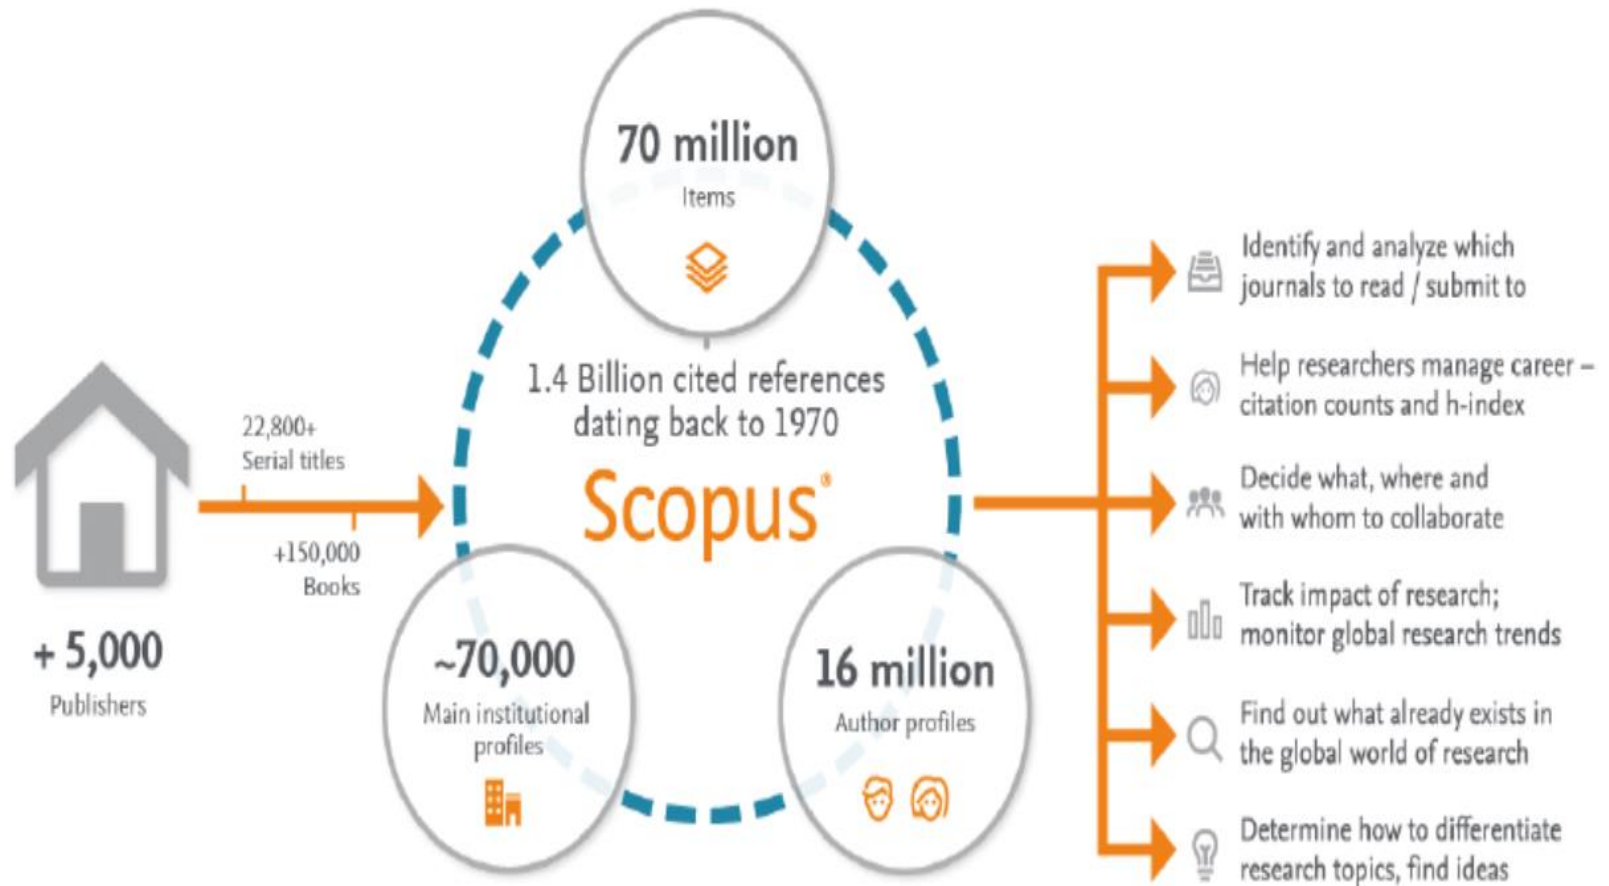 70 million
Items
1.4 Billion cited references
dating back to 1970
Scopus®
22,800+
Serial titles
+150,000
Books
+ 5,000
Publishers
~70,000
Main institutional
profiles
16 million
Author profiles
Identify and analyze which
journals to read / submit to
Help researchers manage career –
citation counts and h-index
Decide what, where and
with whom to collaborate
Track impact of research;
monitor global research trends
Find out what already exists in
the global world of research
Determine how to differentiate
research topics, find ideas